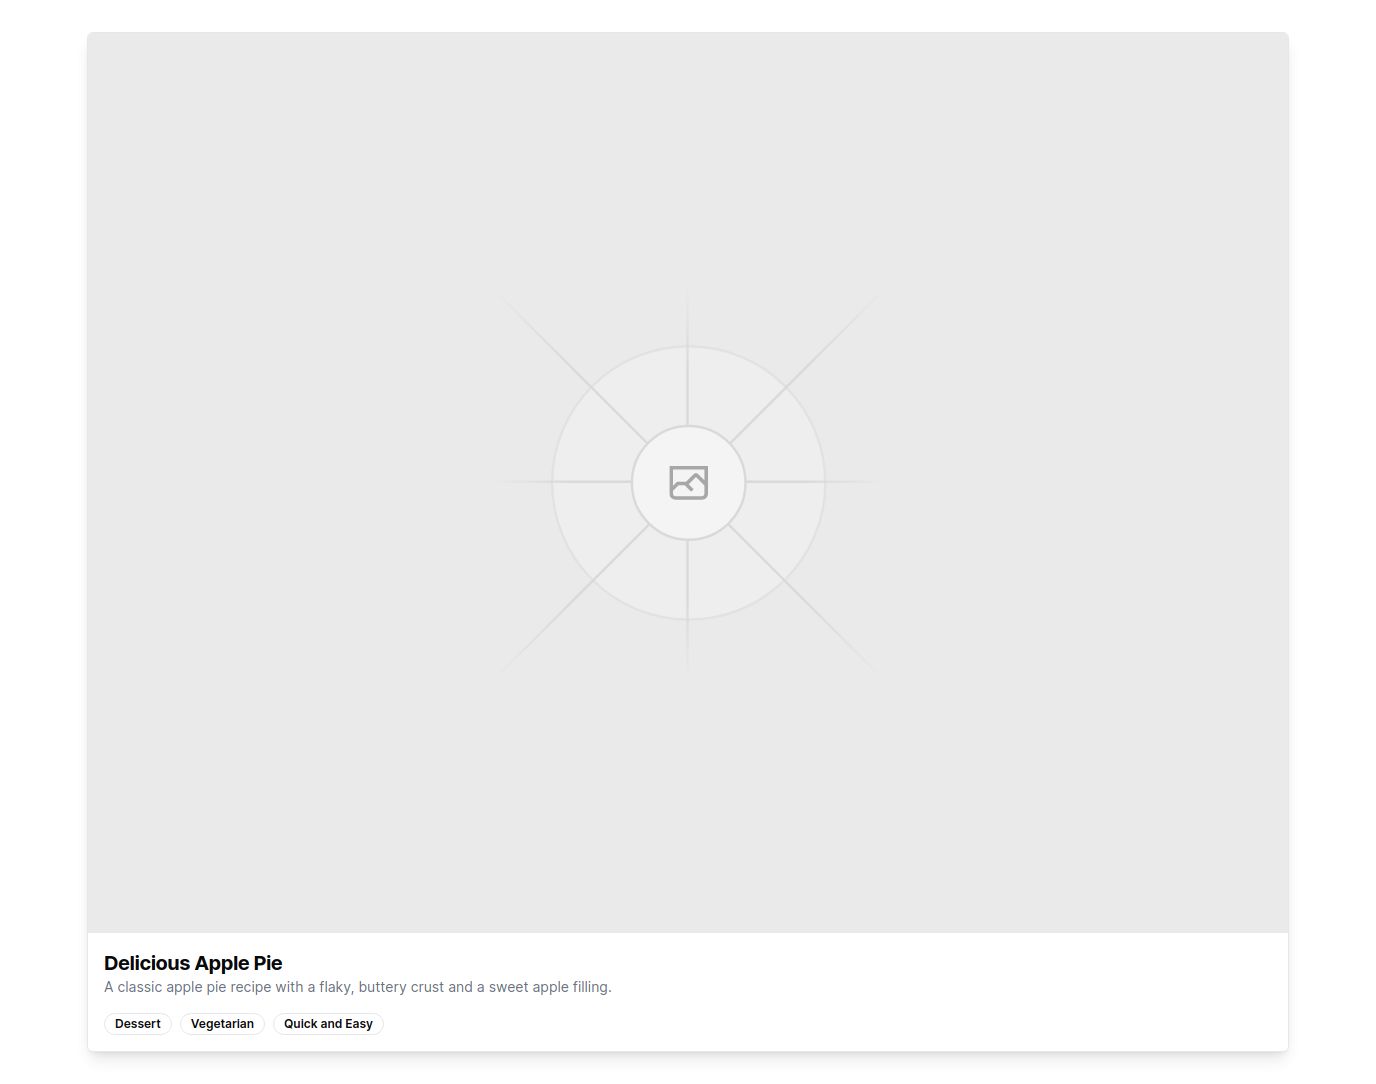 Delicious Apple Pie
A classic apple pie recipe with a flaky, buttery crust and a sweet apple filling.
Dessert Vegetarian Quick and Easy